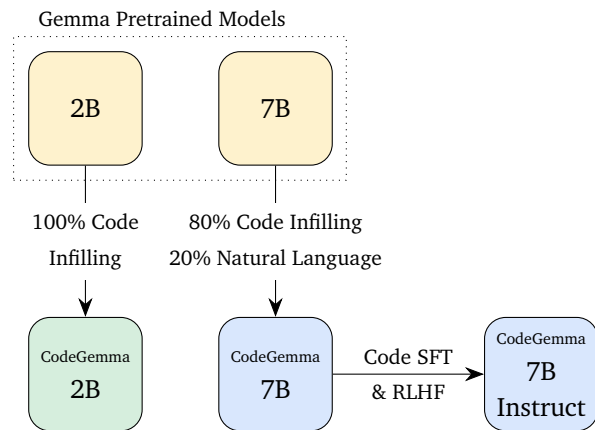 Gemma Pretrained Models
2B
7B
100% Code
Infilling
80% Code Infilling
20% Natural Language
CodeGemma
2B
CodeGemma
7B
Code SFT
& RLHF
CodeGemma
7B
Instruct